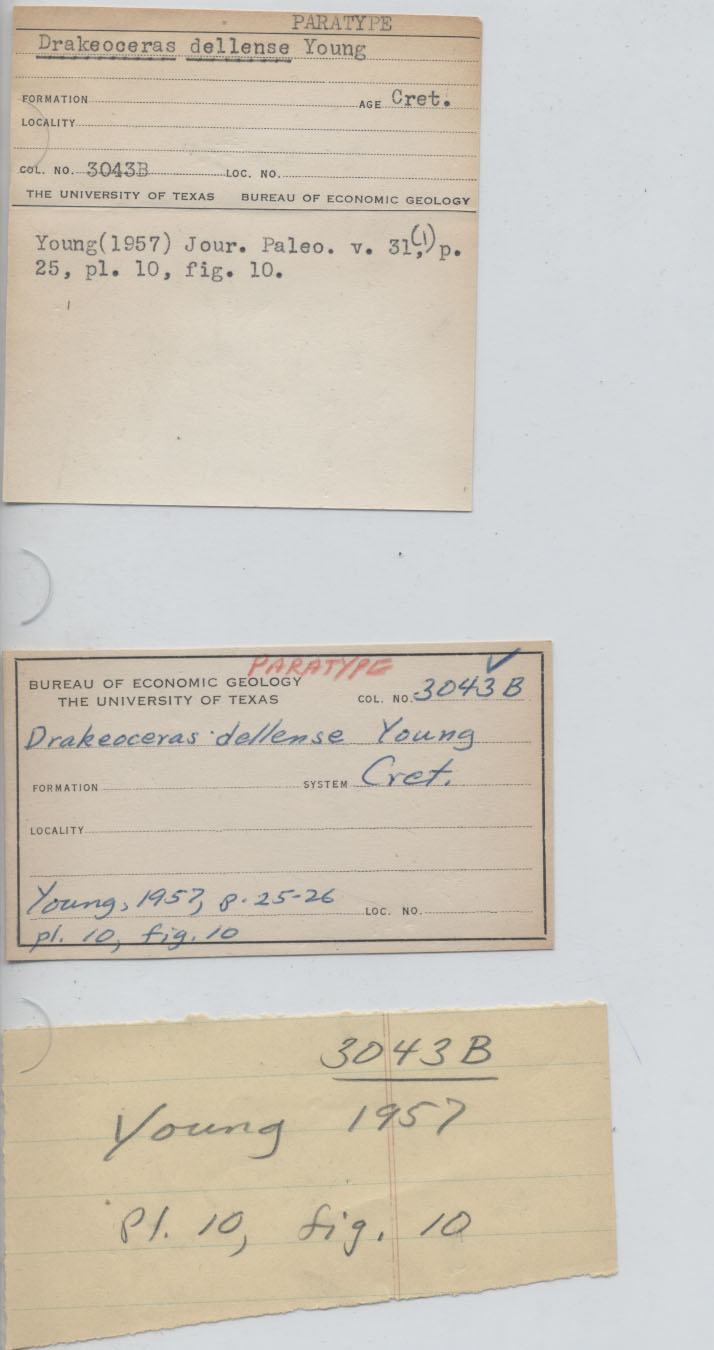 PARATYPE
Drakeoceras dellense Young
FORMATION AGE Cret.
LOCALITY
COL. NO. 3043B LOC. NO.
THE UNIVERSITY OF TEXAS BUREAU OF ECONOMIC GEOLOGY
Young(1957) Jour. Paleo. v. 31(1), p.
25, pl. 10, fig. 10.
PARATYPE
BUREAU OF ECONOMIC GEOLOGY
THE UNIVERSITY OF TEXAS COL. NO. 3043B
Drakeoceras dellense Young
FORMATION SYSTEM Cret.
LOCALITY
Young, 1957, p. 25-26 LOC. NO.
pl. 10, fig. 10
3043B
Young 1957
pl. 10, fig. 10